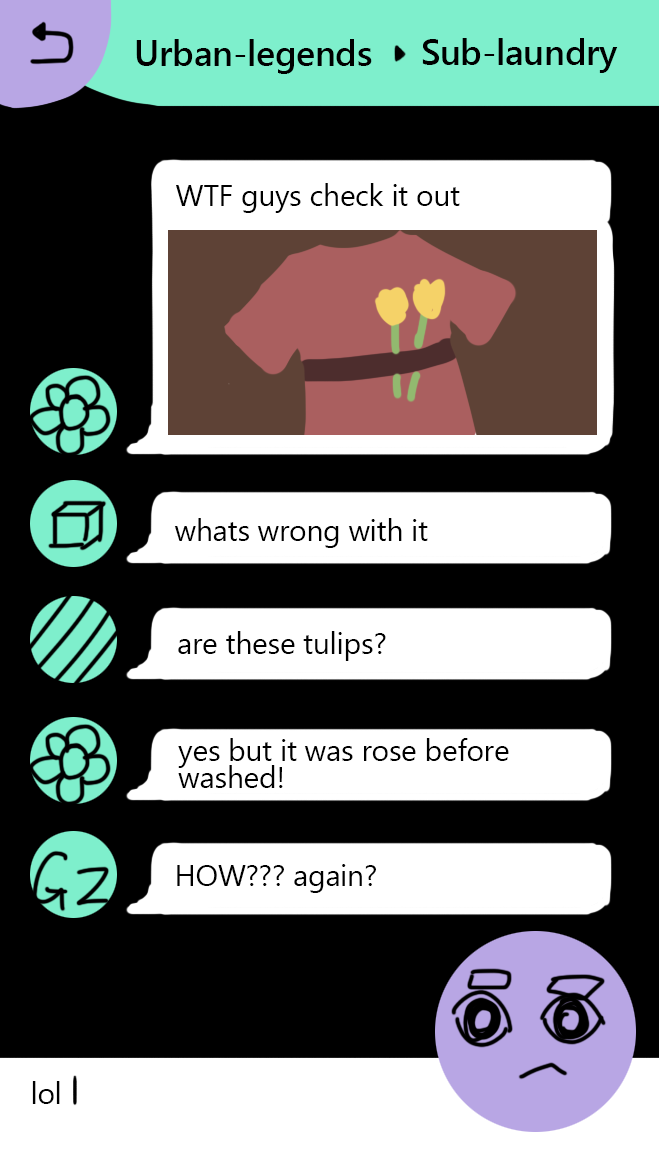 Urban-legends ▸ Sub-laundry
WTF guys check it out
whats wrong with it
are these tulips?
yes but it was rose before
washed!
Gz
HOW??? again?
lol